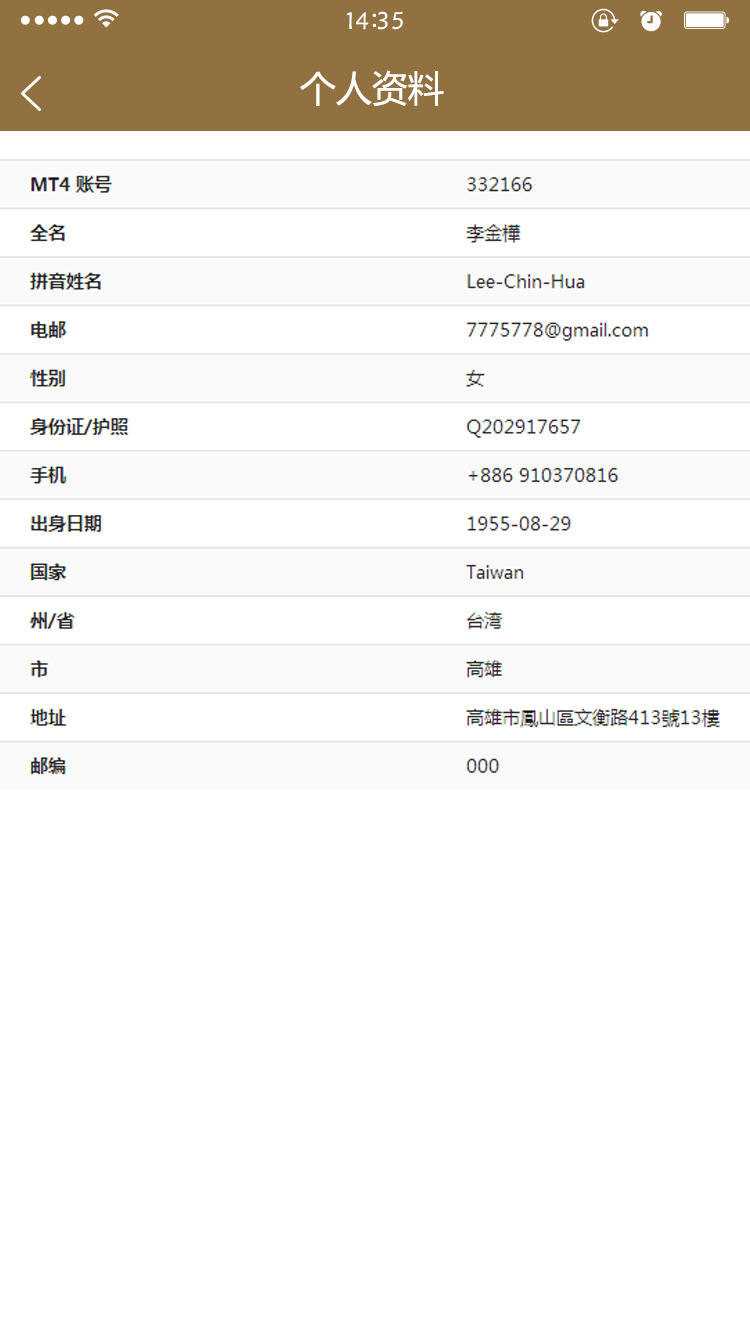 14:35
个人资料
MT4 账号 332166
全名 李金樺
拼音姓名 Lee-Chin-Hua
电邮 7775778@gmail.com
性别 女
身份证/护照 Q202917657
手机 +886 910370816
出身日期 1955-08-29
国家 Taiwan
州/省 台湾
市 高雄
地址 高雄市鳳山區文衡路413號13樓
邮编 000